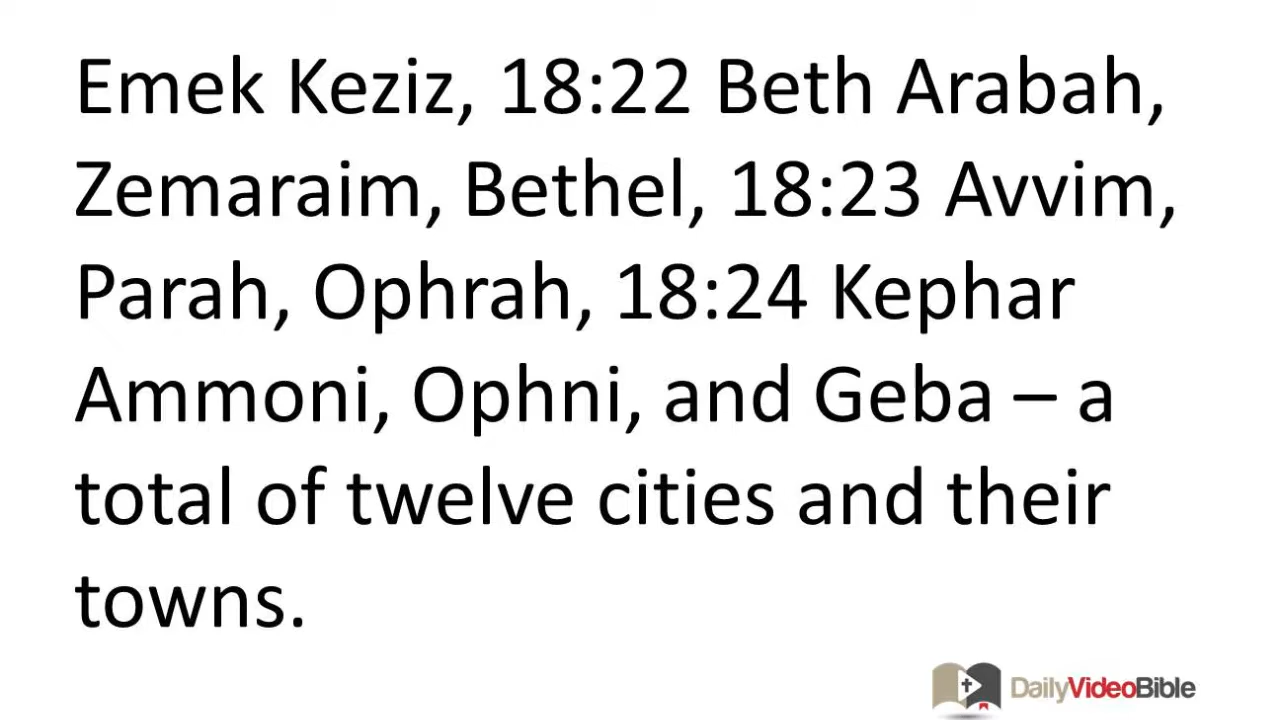 Emek Keziz, 18:22 Beth Arabah,
Zemaraim, Bethel, 18:23 Avvim,
Parah, Ophrah, 18:24 Kephar
Ammoni, Ophni, and Geba – a
total of twelve cities and their
towns.
DailyVideoBible